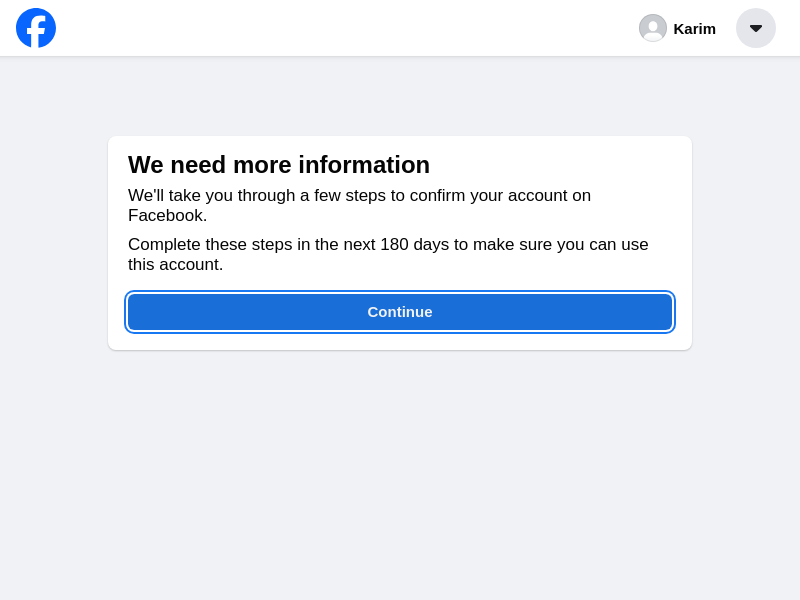 Karim
We need more information
We'll take you through a few steps to confirm your account on
Facebook.
Complete these steps in the next 180 days to make sure you can use
this account.
Continue